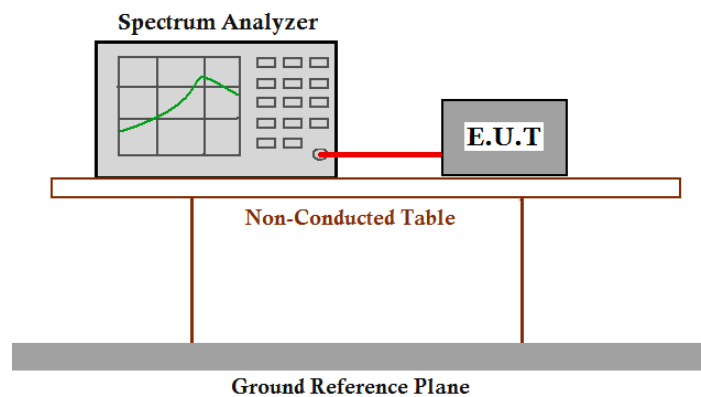 Spectrum Analyzer
E.U.T
Non-Conducted Table
Ground Reference Plane